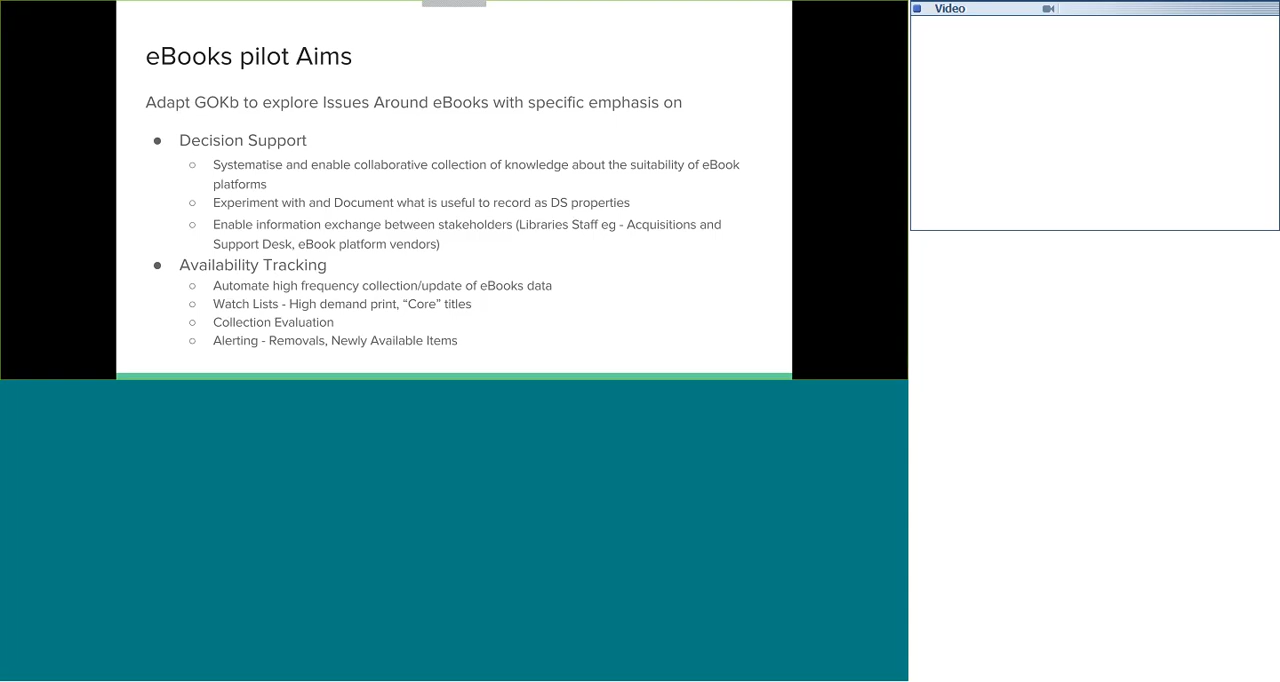 Video
eBooks pilot Aims
Adapt GOKb to explore Issues Around eBooks with specific emphasis on
● Decision Support
○ Systematise and enable collaborative collection of knowledge about the suitability of eBook
platforms
○ Experiment with and Document what is useful to record as DS properties
○ Enable information exchange between stakeholders (Libraries Staff eg - Acquisitions and
Support Desk, eBook platform vendors)
● Availability Tracking
○ Automate high frequency collection/update of eBooks data
○ Watch Lists - High demand print, “Core” titles
○ Collection Evaluation
○ Alerting - Removals, Newly Available Items